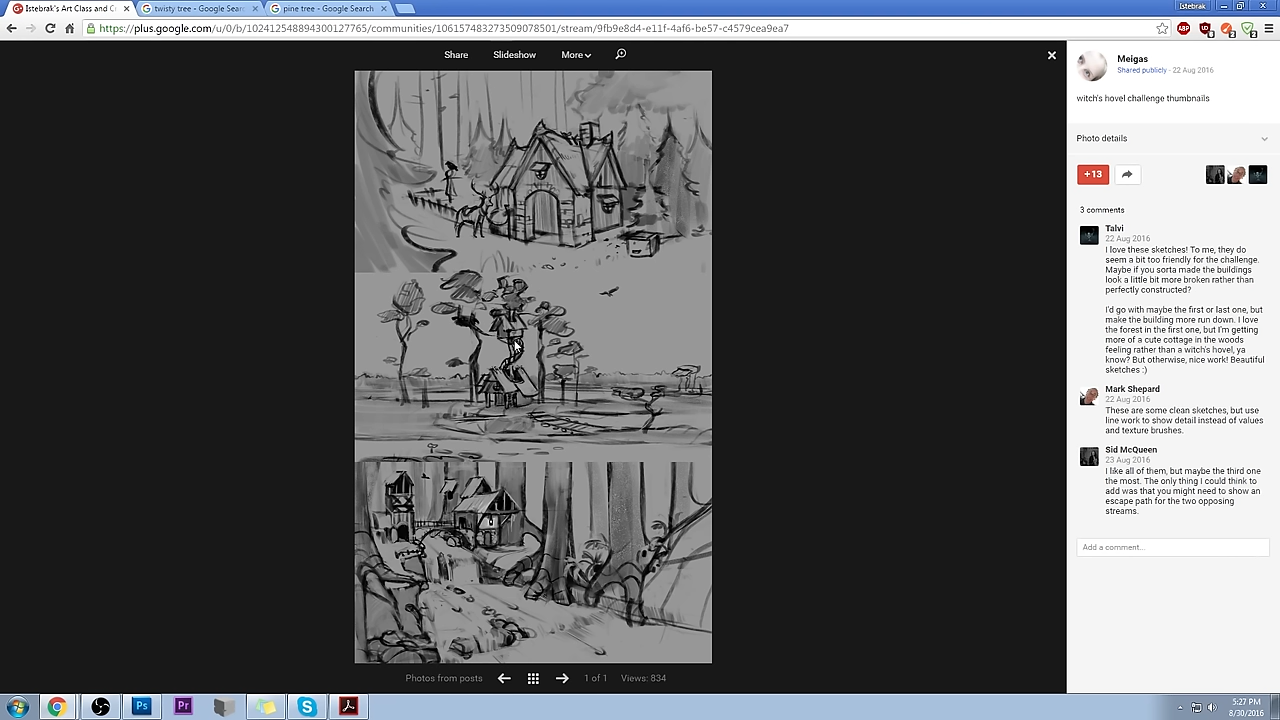 Istebrak's Art Class and Cr
twisty tree - Google Sear
pine tree - Google Search
Istebrak
https://plus.google.com/u/0/b/102412548894300127765/communities/106157483273509078501/stream/9fb9e8d4-e11f-4af6-be57-c4579cea9ea7
Share
Slideshow
More
Meigas
Shared publicly - 22 Aug 2016
witch's hovel challenge thumbnails
Photo details
+13
3 comments
Talvi
22 Aug 2016
I love these sketches! To me, they do
seem a bit too friendly for the challenge.
Maybe if you sorta made the buildings
look a little bit more broken rather than
perfectly constructed?
I'd go with maybe the first or last one, but
make the building more run down. I love
the forest in the first one, but I'm getting
more of a cute cottage in the woods
feeling rather than a witch's hovel, ya
know? But otherwise, nice work! Beautiful
sketches :)
Mark Shepard
22 Aug 2016
These are some clean sketches, but use
line work to show detail instead of values
and texture brushes.
Sid McQueen
23 Aug 2016
I like all of them, but maybe the third one
the most. The only thing I could think to
add was that you might need to show an
escape path for the two opposing
streams.
Add a comment...
Photos from posts
1 of 1
Views: 834
Ps
Pr
5:27 PM
8/30/2016